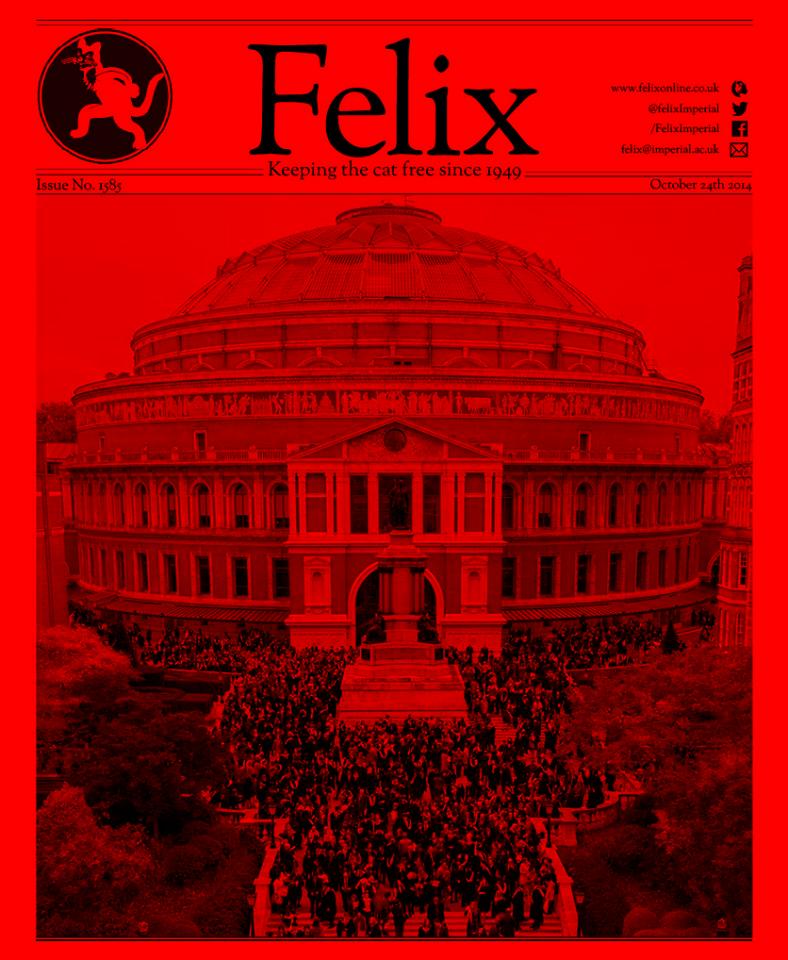 Felix
www.felixonline.co.uk
@felixImperial
/FelixImperial
felix@imperial.ac.uk
Keeping the cat free since 1949
Issue No. 1585
October 24th 2014